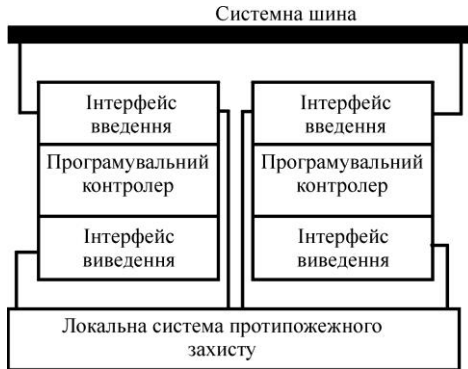 Системна шина
Інтерфейс
введення
Програмувальний
контролер
Інтерфейс
виведення
Інтерфейс
введення
Програмувальний
контролер
Інтерфейс
виведення
Локальна система протипожежного
захисту